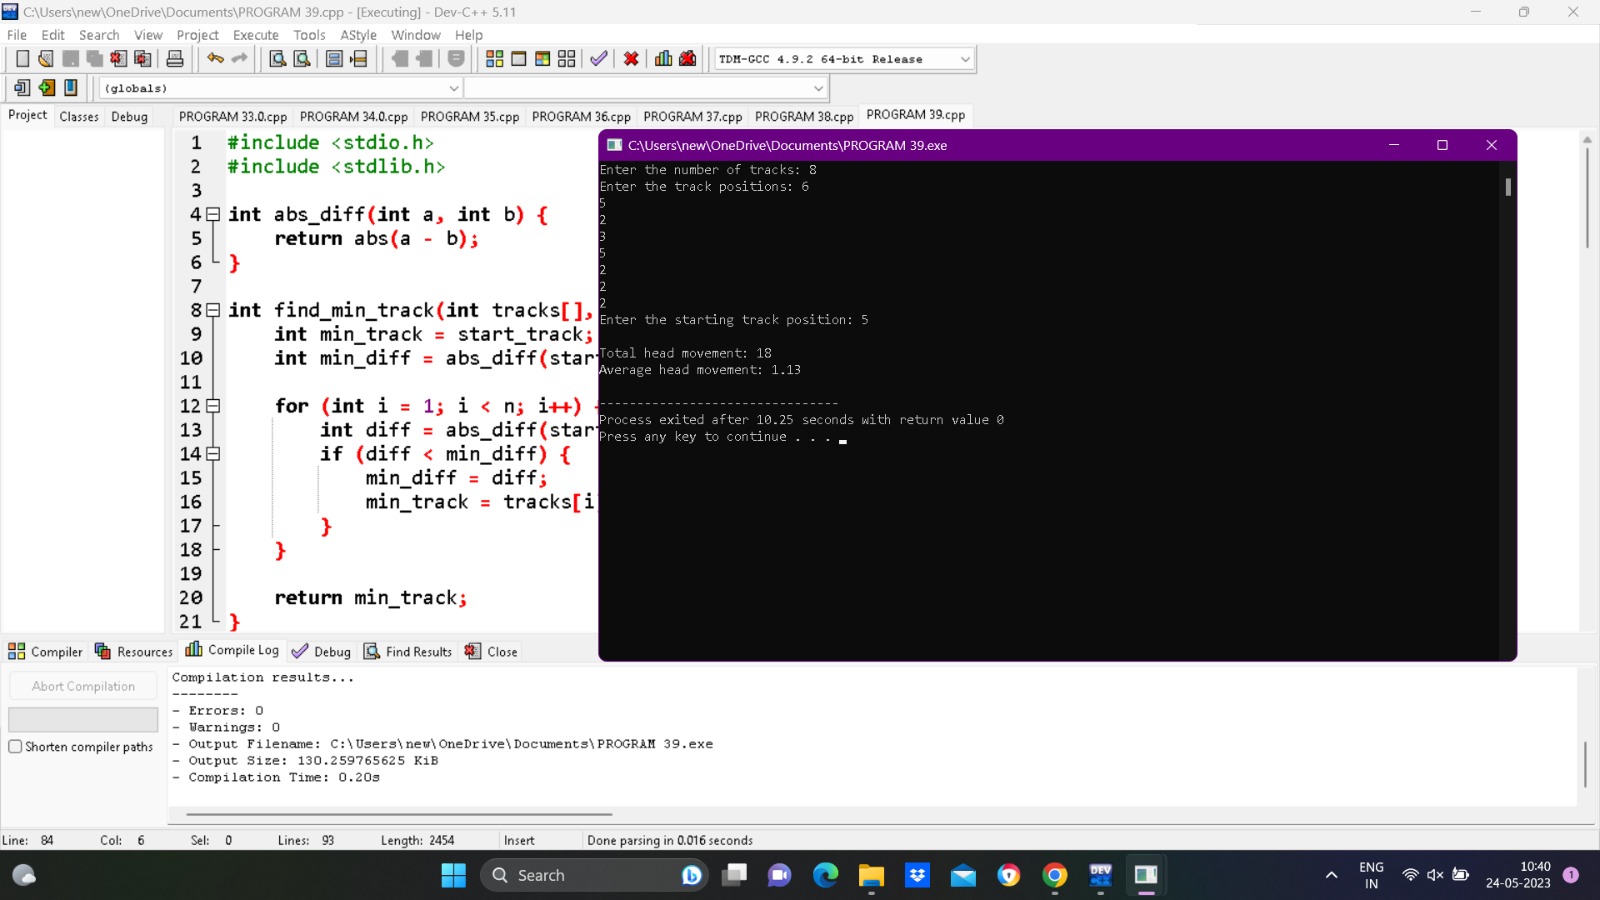 C:\Users\new\OneDrive\Documents\PROGRAM 39.cpp - [Executing] - Dev-C++ 5.11
File Edit Search View Project Execute Tools AStyle Window Help
TDM-GCC 4.9.2 64-bit Release
(globals)
Project Classes Debug
PROGRAM 33.0.cpp PROGRAM 34.0.cpp PROGRAM 35.cpp PROGRAM 36.cpp PROGRAM 37.cpp PROGRAM 38.cpp PROGRAM 39.cpp
1 #include <stdio.h>
2 #include <stdlib.h>
3
4 int abs_diff(int a, int b) {
5 return abs(a - b);
6 }
7
8 int find_min_track(int tracks[],
9 int min_track = start_track;
10 int min_diff = abs_diff(star
11
12 for (int i = 1; i < n; i++)
13 int diff = abs_diff(star
14 if (diff < min_diff) {
15 min_diff = diff;
16 min_track = tracks[i
17 }
18 }
19
20 return min_track;
21 }
C:\Users\new\OneDrive\Documents\PROGRAM 39.exe
Enter the number of tracks: 8
Enter the track positions: 6
5
2
3
5
2
2
2
Enter the starting track position: 5
Total head movement: 18
Average head movement: 1.13
--------------------------------
Process exited after 10.25 seconds with return value 0
Press any key to continue . . .
Compiler Resources Compile Log Debug Find Results Close
Abort Compilation
Shorten compiler paths
Compilation results...
--------
- Errors: 0
- Warnings: 0
- Output Filename: C:\Users\new\OneDrive\Documents\PROGRAM 39.exe
- Output Size: 130.259765625 KiB
- Compilation Time: 0.20s
Line: 84 Col: 6 Sel: 0 Lines: 93 Length: 2454 Insert Done parsing in 0.016 seconds
Search
DEV
ENG
IN
10:40
24-05-2023
1